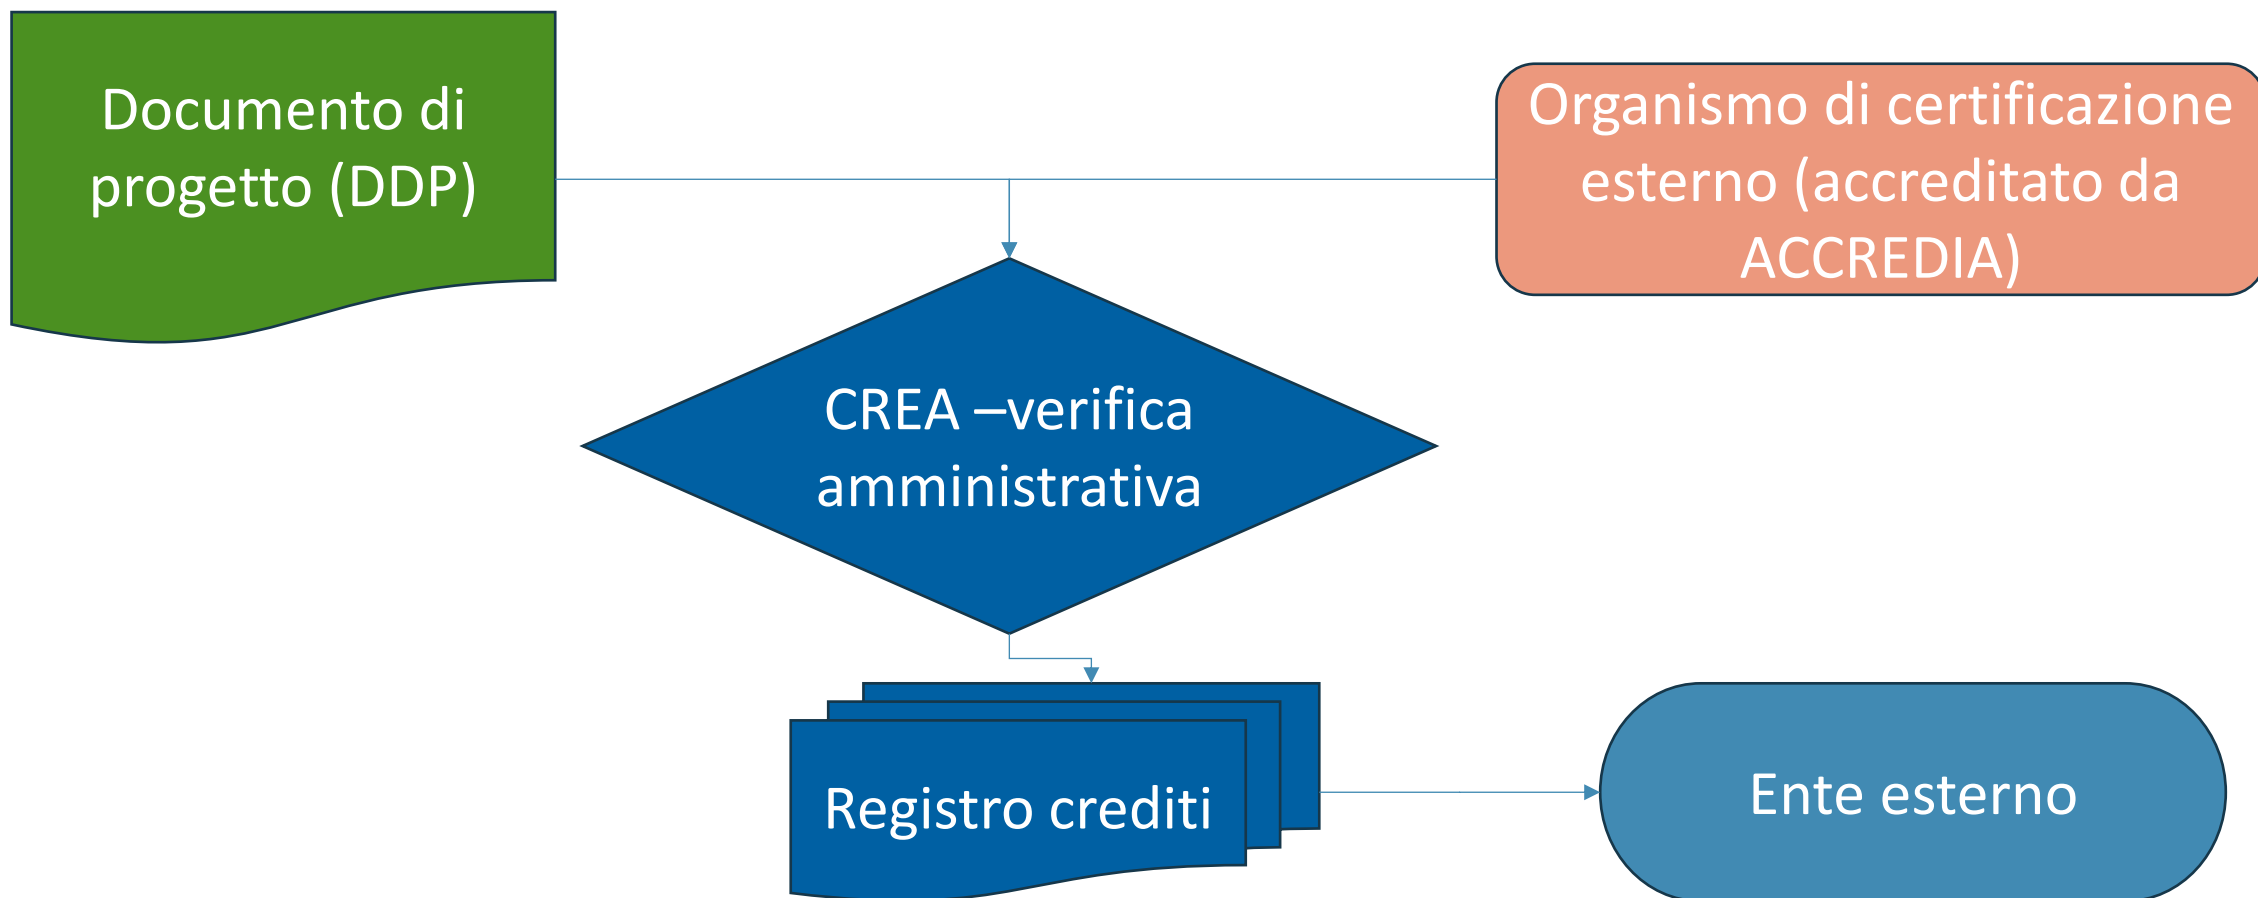 Documento di
progetto (DDP)
Organismo di certificazione
esterno (accreditato da
ACCREDIA)
CREA –verifica
amministrativa
Registro crediti
Ente esterno